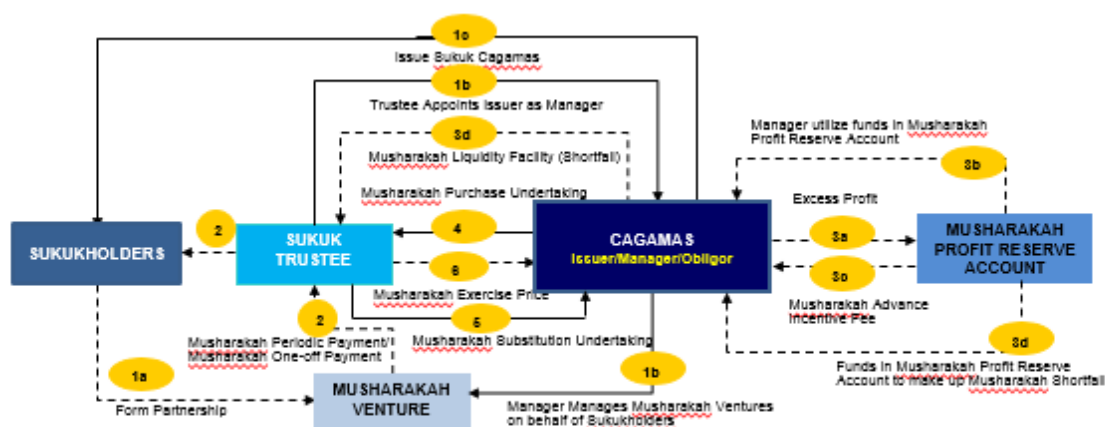 1c
Issue Sukuk Cagamas
1b
Trustee Appoints Issuer as Manager
3d
Musharakah Liquidity Facility (Shortfall)
Musharakah Purchase Undertaking
Manager utilize funds in Musharakah
Profit Reserve Account
3b
Excess Profit
SUKUKHOLDERS
2
SUKUK
TRUSTEE
4
6
Musharakah Exercise Price
5
Musharakah Substitution Undertaking
CAGAMAS
Issuer/Manager/Obligor
3a
3c
Musharakah Advance
Incentive Fee
MUSHARAKAH
PROFIT RESERVE
ACCOUNT
3d
Funds in Musharakah Profit Reserve
Account to make up Musharakah Shortfall
2
Musharakah Periodic Payment/
Musharakah One-off Payment
1a
Form Partnership
MUSHARAKAH
VENTURE
1b
Manager Manages Musharakah Ventures
on behalf of Sukukholders